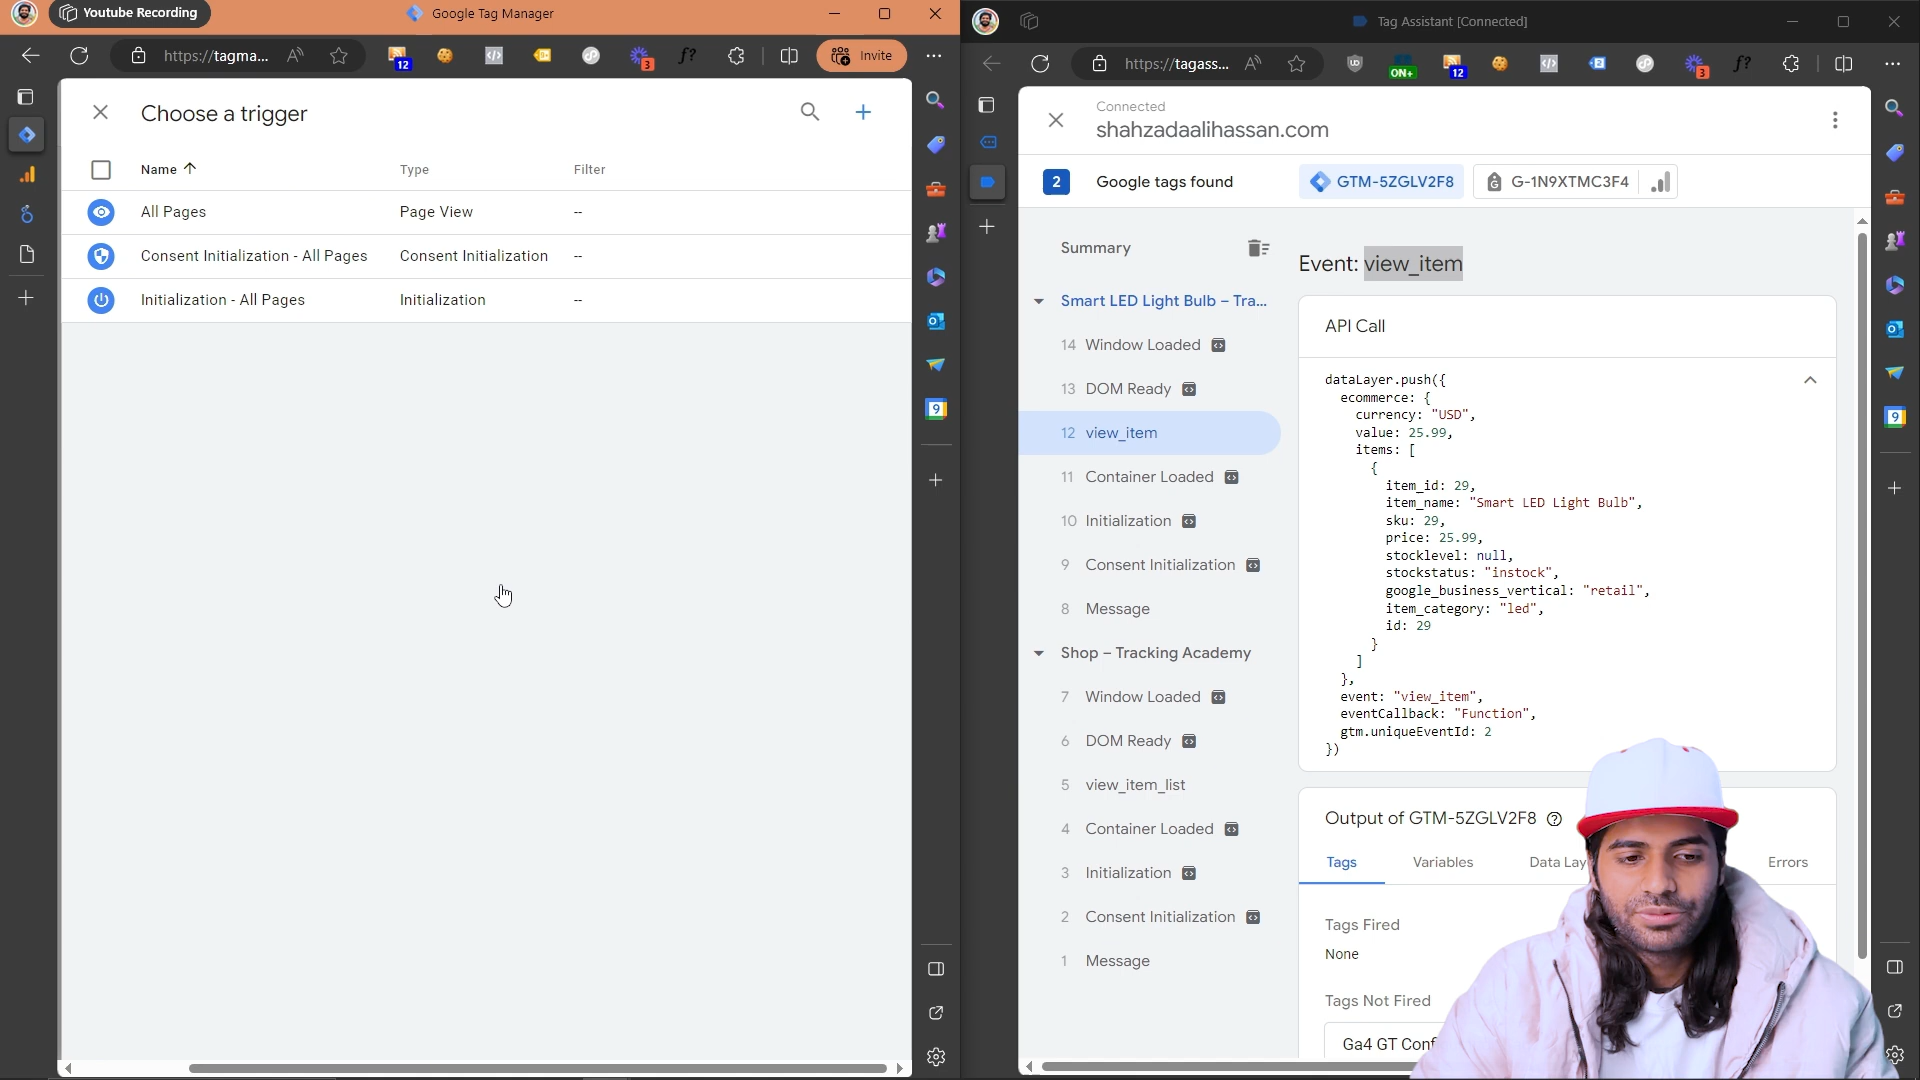 Youtube Recording
Google Tag Manager
https://tagma...
12
3
f?
Invite
Choose a trigger
Name
Type
Filter
All Pages
Page View
--
Consent Initialization - All Pages
Consent Initialization
--
Initialization - All Pages
Initialization
--
9
Tag Assistant [Connected]
https://tagass...
ON+
12
3
f?
Connected
shahzadaalihassan.com
2
Google tags found
GTM-5ZGLV2F8
G-1N9XTMC3F4
Summary
Smart LED Light Bulb – Tra...
14 Window Loaded
13 DOM Ready
12 view_item
11 Container Loaded
10 Initialization
9 Consent Initialization
8 Message
Shop – Tracking Academy
7 Window Loaded
6 DOM Ready
5 view_item_list
4 Container Loaded
3 Initialization
2 Consent Initialization
1 Message
Event: view_item
API Call
dataLayer.push({
ecommerce: {
currency: "USD",
value: 25.99,
items: [
{
item_id: 29,
item_name: "Smart LED Light Bulb",
sku: 29,
price: 25.99,
stocklevel: null,
stockstatus: "instock",
google_business_vertical: "retail",
item_category: "led",
id: 29
}
]
},
event: "view_item",
eventCallback: "Function",
gtm.uniqueEventId: 2
})
Output of GTM-5ZGLV2F8
Tags
Variables
Data Lay
Errors
Tags Fired
None
Tags Not Fired
Ga4 GT Conf
9